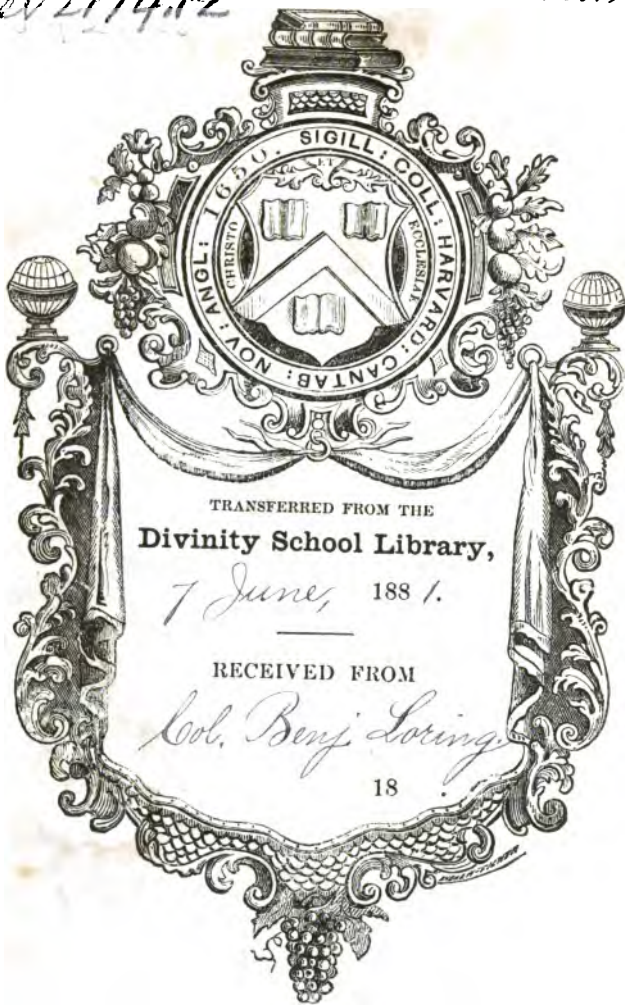 SIGILL: COLL: HARVARD: CANTAB: NOV: ANGL: 1650.
ET
CHRISTO
ECCLESIAE
TRANSFERRED FROM THE
Divinity School Library,
7 June, 1881.
RECEIVED FROM
Col. Benj. Loring.
18 .